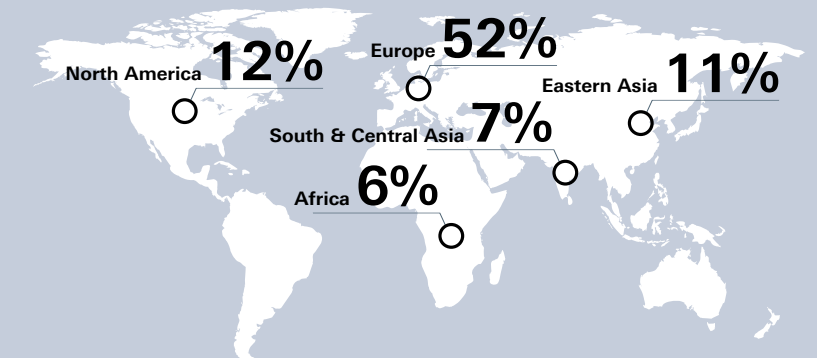 North America 12%
Europe 52%
Eastern Asia 11%
South & Central Asia 7%
Africa 6%